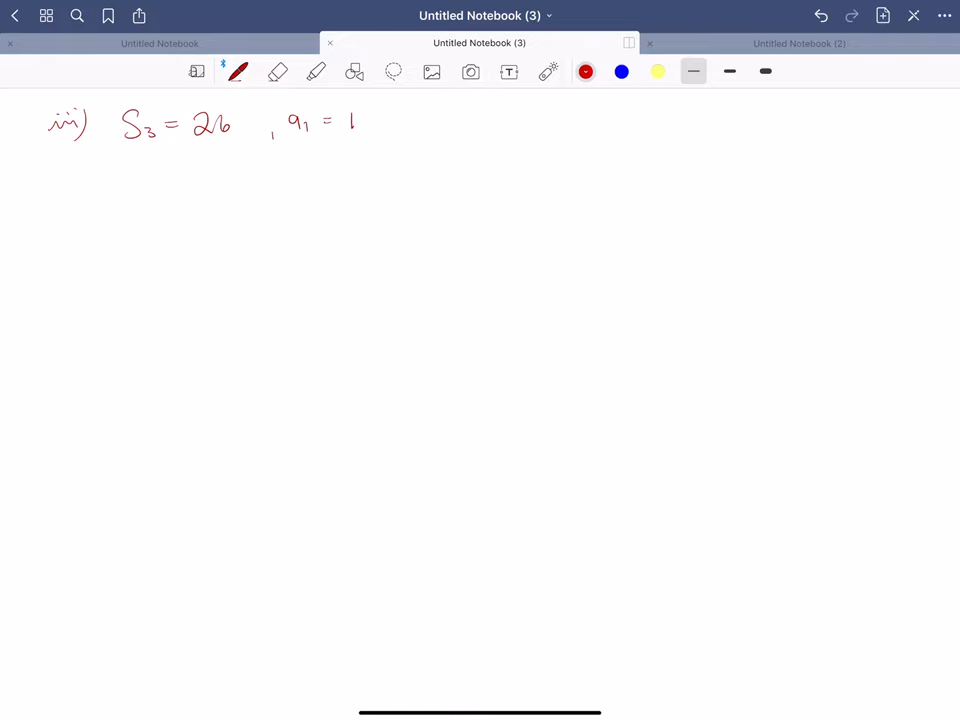 Untitled Notebook (3)
Untitled Notebook
Untitled Notebook (3)
Untitled Notebook (2)
T
iii) S₃ = 26 , a₁ = 1